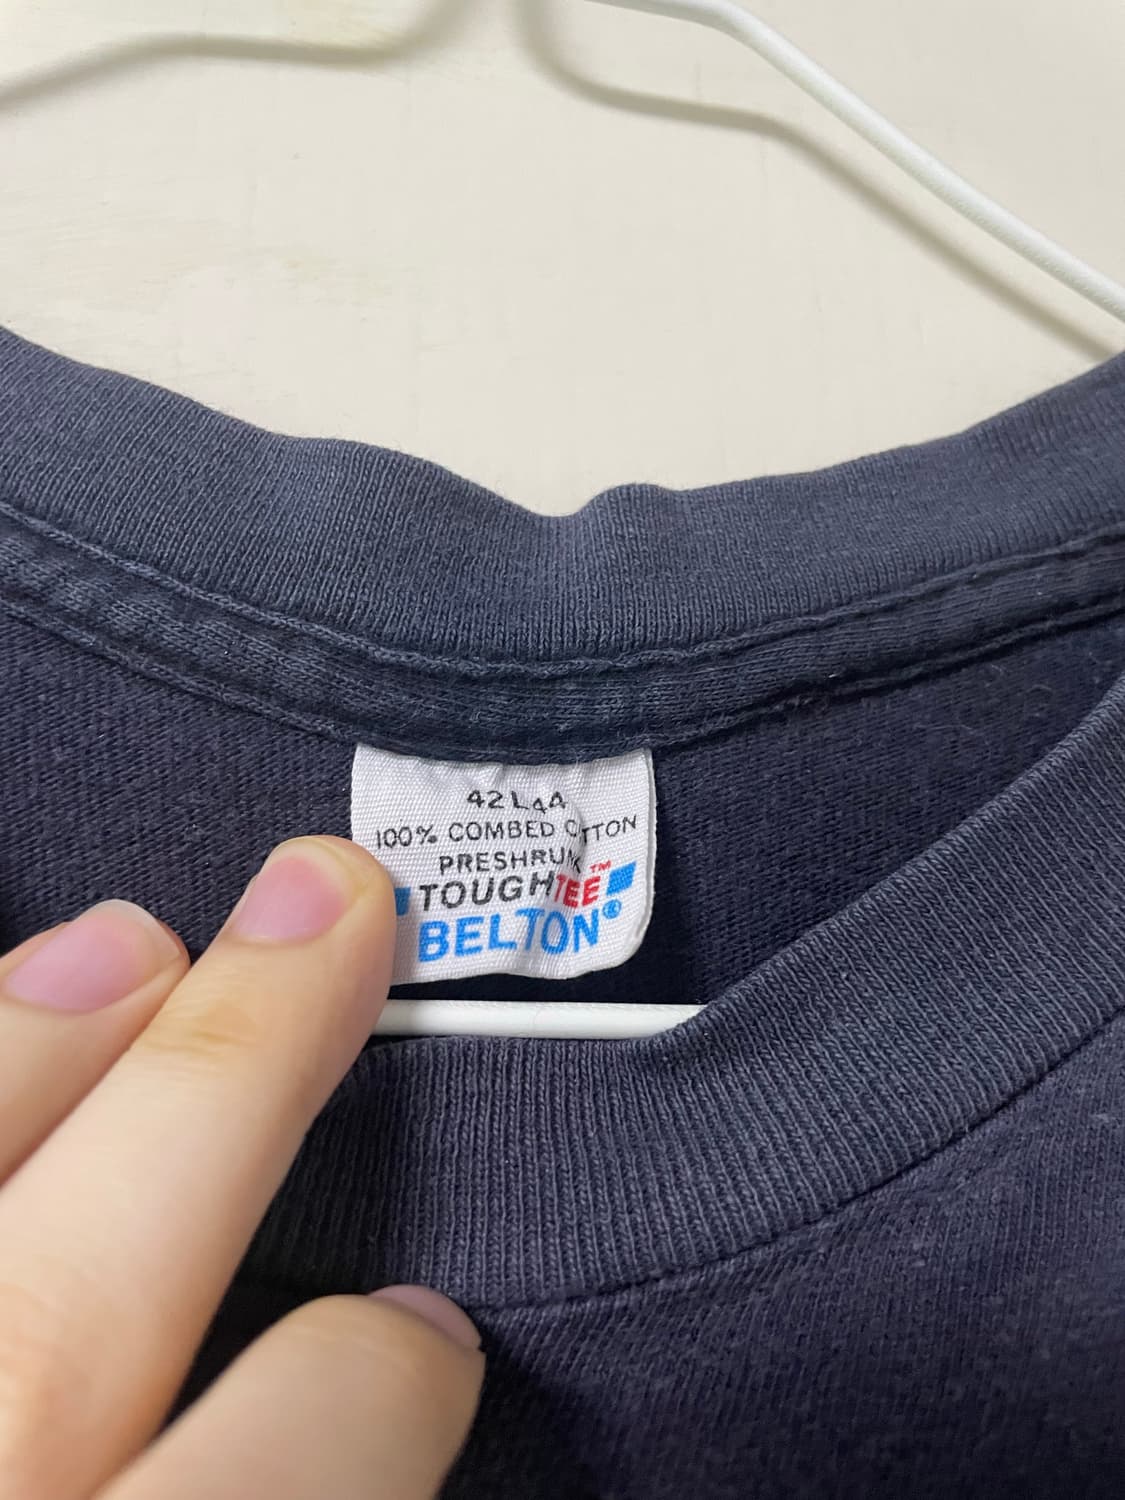 42 L 44
100% COMBED COTTON
PRESHRUNK
TOUGHTEE™
BELTON®